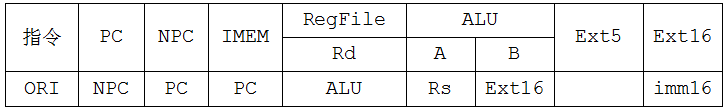 指令 PC NPC IMEM RegFile ALU Ext5 Ext16
Rd A B
ORI NPC PC PC ALU Rs Ext16 imm16